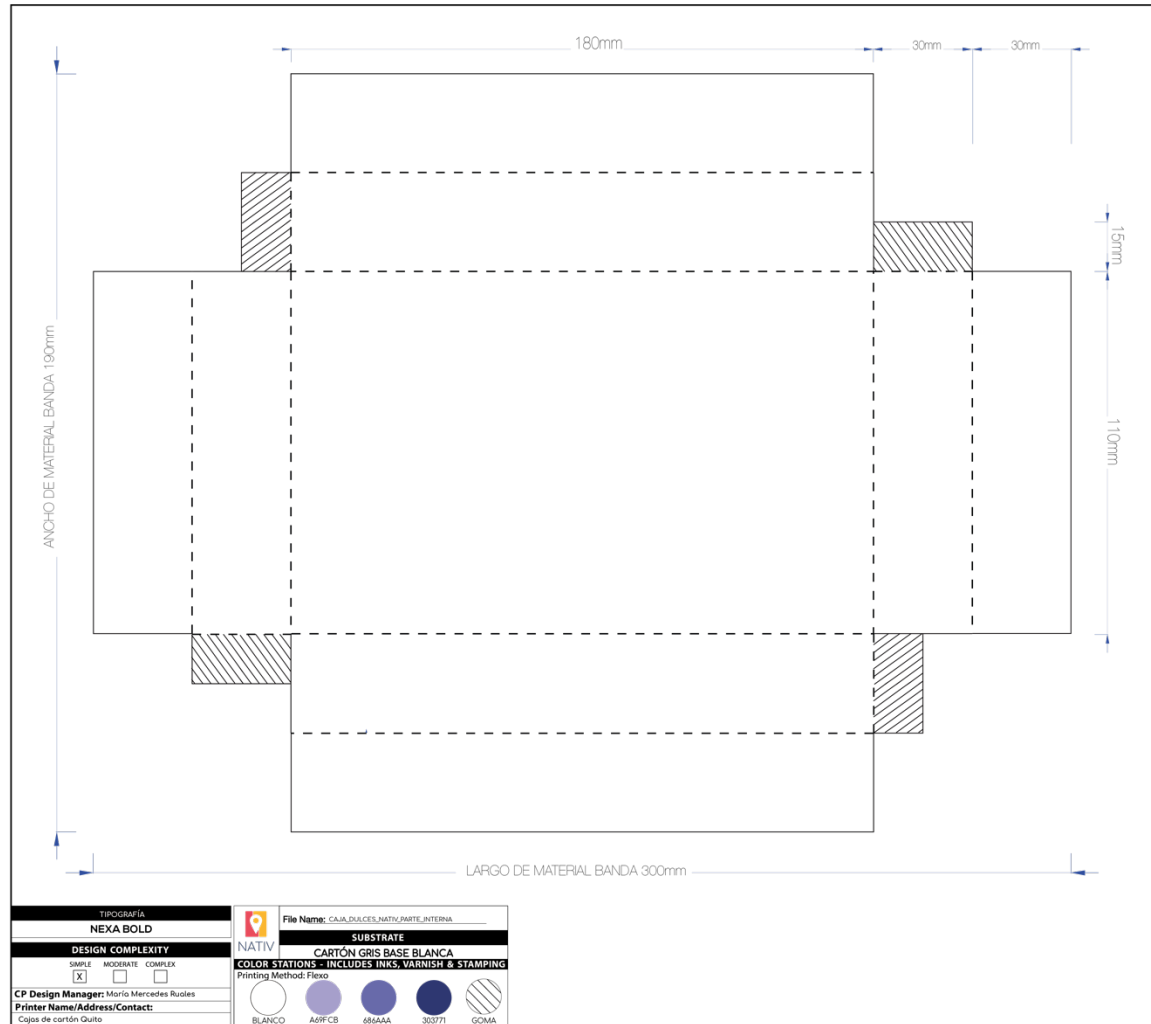 180mm
30mm
30mm
15mm
110mm
ANCHO DE MATERIAL BANDA 190mm
LARGO DE MATERIAL BANDA 300mm
TIPOGRAFÍA
NEXA BOLD
DESIGN COMPLEXITY
SIMPLE MODERATE COMPLEX
X
CP Design Manager: María Mercedes Ruales
Printer Name/Address/Contact:
Cajas de cartón Quito
NATIV
File Name: CAJA_DULCES_NATIV_PARTE_INTERNA
SUBSTRATE
CARTÓN GRIS BASE BLANCA
COLOR STATIONS - INCLUDES INKS, VARNISH & STAMPING
Printing Method: Flexo
BLANCO A69FCB 686AAA 303771 GOMA